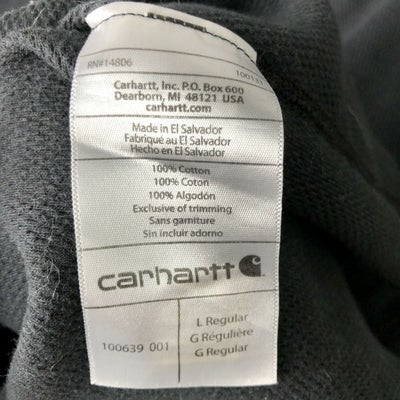 RN#14806
Carhartt, Inc. P.O. Box 600
Dearborn, MI 48121 USA
carhartt.com
Made in El Salvador
Fabriqué au El Salvador
Hecho en El Salvador
100% Cotton
100% Coton
100% Algodón
Exclusive of trimming
Sans garniture
Sin incluir adorno
carhartt
100639 001
L Regular
G Régulière
G Regular